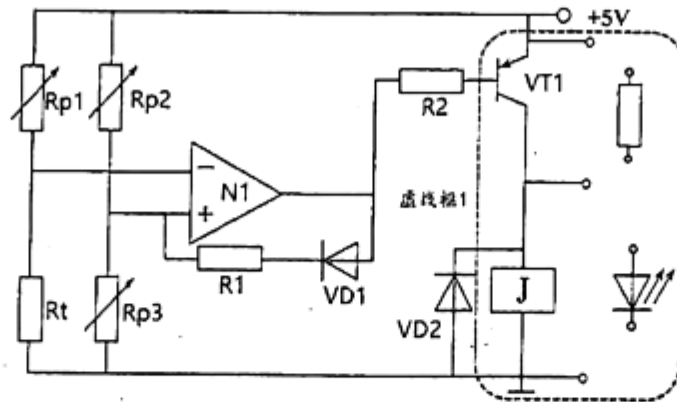 +5V
Rp1
Rp2
R2
VT1
−
N1
+
虚线框1
R1
VD1
Rt
Rp3
VD2
J